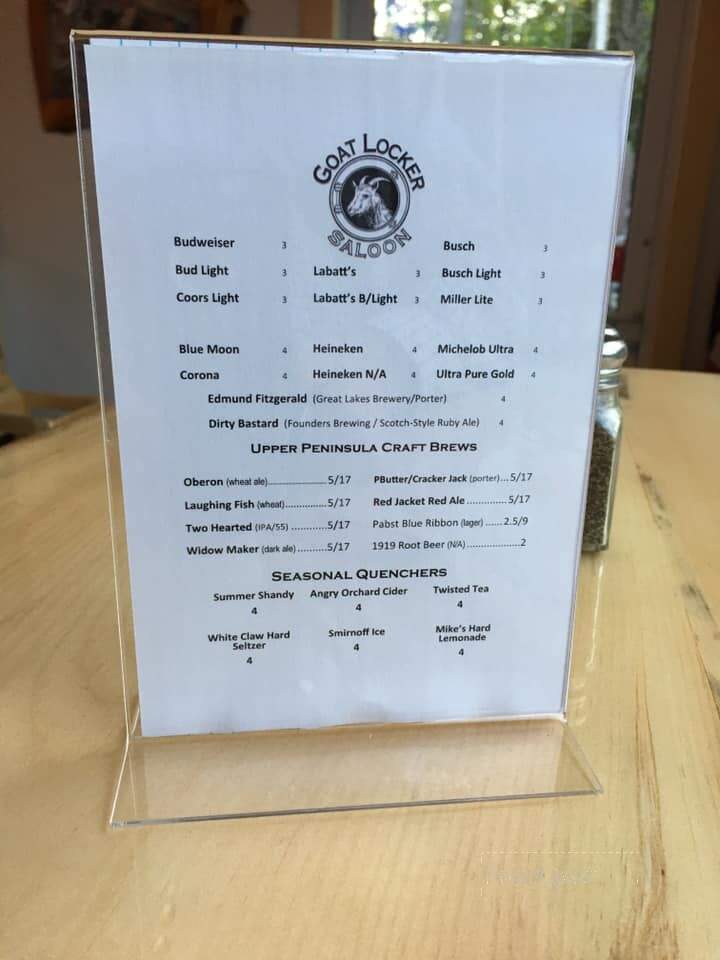 GOAT LOCKER
SALOON
Budweiser 3 Busch 3
Bud Light 3 Labatt's 3 Busch Light 3
Coors Light 3 Labatt's B/Light 3 Miller Lite 3
Blue Moon 4 Heineken 4 Michelob Ultra 4
Corona 4 Heineken N/A 4 Ultra Pure Gold 4
Edmund Fitzgerald (Great Lakes Brewery/Porter) 4
Dirty Bastard (Founders Brewing / Scotch-Style Ruby Ale) 4
UPPER PENINSULA CRAFT BREWS
Oberon (wheat ale)......................5/17 PButter/Cracker Jack (porter)...5/17
Laughing Fish (wheat)...............5/17 Red Jacket Red Ale ..............5/17
Two Hearted (IPA/55) ............5/17 Pabst Blue Ribbon (lager) ......2.5/9
Widow Maker (dark ale) ..........5/17 1919 Root Beer (N/A) ..................2
SEASONAL QUENCHERS
Summer Shandy Angry Orchard Cider Twisted Tea
4 4 4
White Claw Hard Smirnoff Ice Mike's Hard
Seltzer 4 Lemonade
4 4